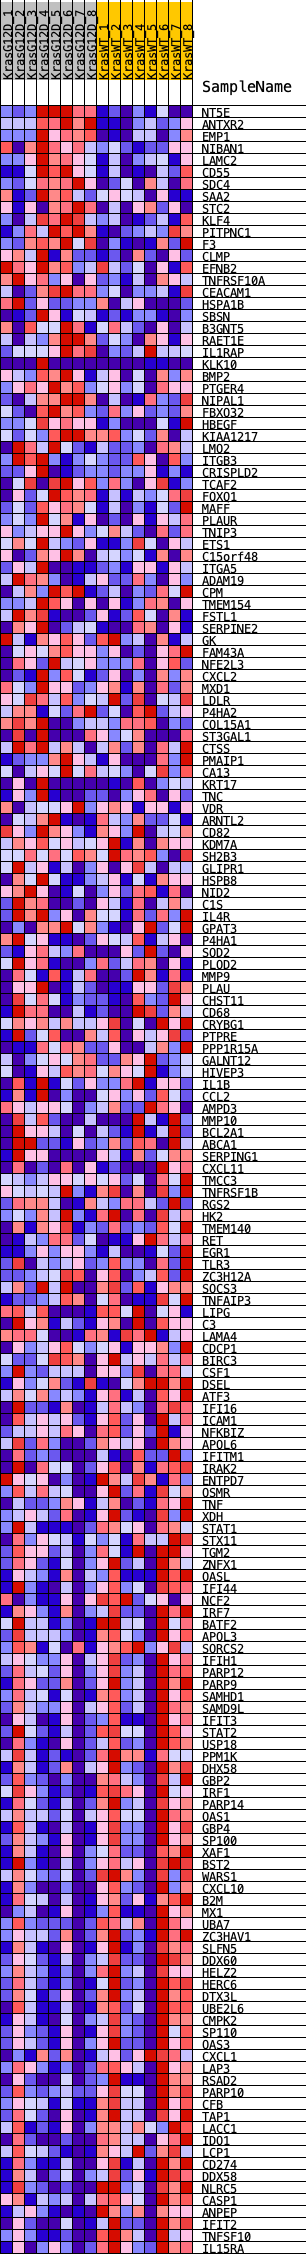 KrasG12D_1
KrasG12D_2
KrasG12D_3
KrasG12D_4
KrasG12D_5
KrasG12D_6
KrasG12D_7
KrasG12D_8
KrasWT_1
KrasWT_2
KrasWT_3
KrasWT_4
KrasWT_5
KrasWT_6
KrasWT_7
KrasWT_8
SampleName
NT5E
ANTXR2
EMP1
NIBAN1
LAMC2
CD55
SDC4
SAA2
STC2
KLF4
PITPNC1
F3
CLMP
EFNB2
TNFRSF10A
CEACAM1
HSPA1B
SBSN
B3GNT5
RAET1E
IL1RAP
KLK10
BMP2
PTGER4
NIPAL1
FBXO32
HBEGF
KIAA1217
LMO2
ITGB3
CRISPLD2
TCAF2
FOXO1
MAFF
PLAUR
TNIP3
ETS1
C15orf48
ITGA5
ADAM19
CPM
TMEM154
FSTL1
SERPINE2
GK
FAM43A
NFE2L3
CXCL2
MXD1
LDLR
P4HA2
COL15A1
ST3GAL1
CTSS
PMAIP1
CA13
KRT17
TNC
VDR
ARNTL2
CD82
KDM7A
SH2B3
GLIPR1
HSPB8
NID2
C1S
IL4R
GPAT3
P4HA1
SOD2
PLOD2
MMP9
PLAU
CHST11
CD68
CRYBG1
PTPRE
PPP1R15A
GALNT12
HIVEP3
IL1B
CCL2
AMPD3
MMP10
BCL2A1
ABCA1
SERPING1
CXCL11
TMCC3
TNFRSF1B
RGS2
HK2
TMEM140
RET
EGR1
TLR3
ZC3H12A
SOCS3
TNFAIP3
LIPG
C3
LAMA4
CDCP1
BIRC3
CSF1
DSEL
ATF3
IFI16
ICAM1
NFKBIZ
APOL6
IFITM1
IRAK2
ENTPD7
OSMR
TNF
XDH
STAT1
STX11
TGM2
ZNFX1
OASL
IFI44
NCF2
IRF7
BATF2
APOL3
SORCS2
IFIH1
PARP12
PARP9
SAMHD1
SAMD9L
IFIT3
STAT2
USP18
PPM1K
DHX58
GBP2
IRF1
PARP14
OAS1
GBP4
SP100
XAF1
BST2
WARS1
CXCL10
B2M
MX1
UBA7
ZC3HAV1
SLFN5
DDX60
HELZ2
HERC6
DTX3L
UBE2L6
CMPK2
SP110
OAS3
CXCL1
LAP3
RSAD2
PARP10
CFB
TAP1
LACC1
IDO1
LCP1
CD274
DDX58
NLRC5
CASP1
ANPEP
IFIT2
TNFSF10
IL15RA